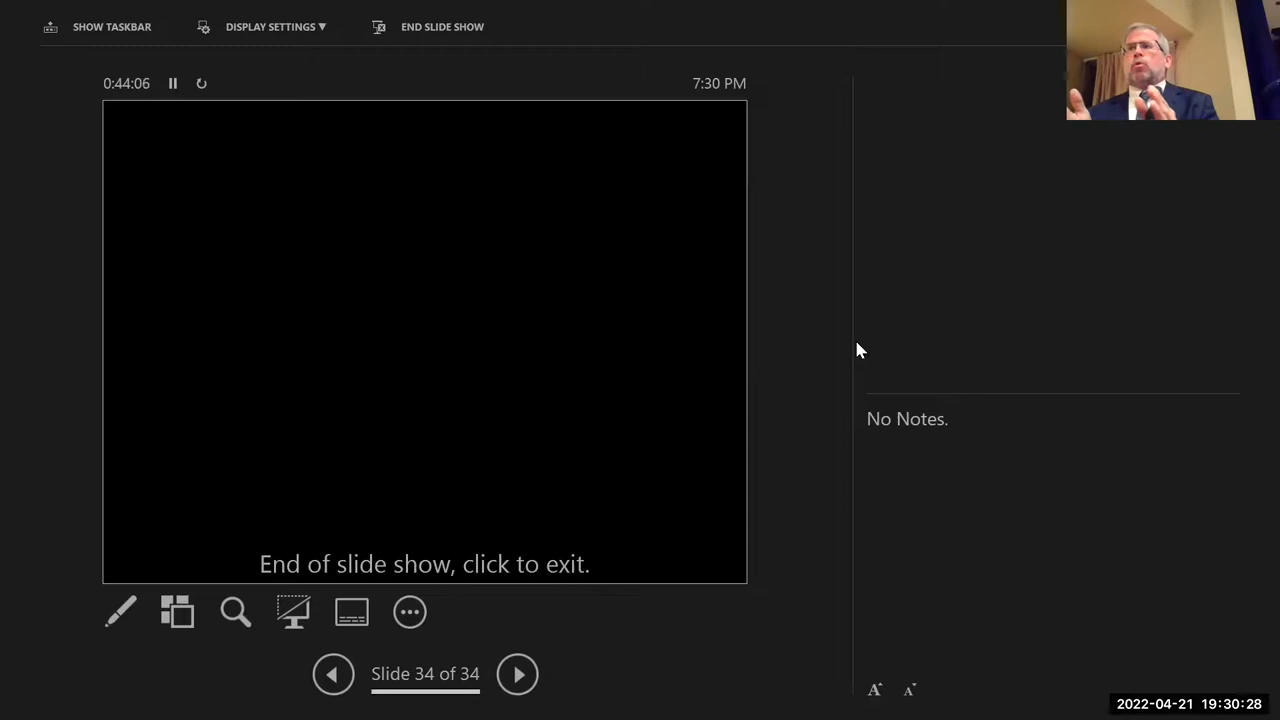 SHOW TASKBAR
DISPLAY SETTINGS ▼
END SLIDE SHOW
0:44:06
7:30 PM
End of slide show, click to exit.
No Notes.
Slide 34 of 34
A A
2022-04-21 19:30:28